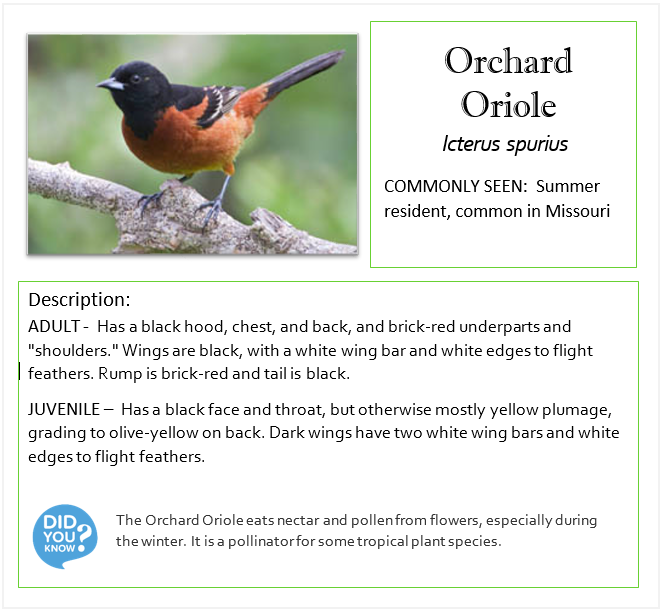 Orchard
Oriole
Icterus spurius
COMMONLY SEEN:  Summer
resident, common in Missouri
Description:
ADULT -  Has a black hood, chest, and back, and brick-red underparts and
"shoulders." Wings are black, with a white wing bar and white edges to flight
feathers. Rump is brick-red and tail is black.
JUVENILE –  Has a black face and throat, but otherwise mostly yellow plumage,
grading to olive-yellow on back. Dark wings have two white wing bars and white
edges to flight feathers.
DID
YOU
KNOW?
The Orchard Oriole eats nectar and pollen from flowers, especially during
the winter. It is a pollinator for some tropical plant species.